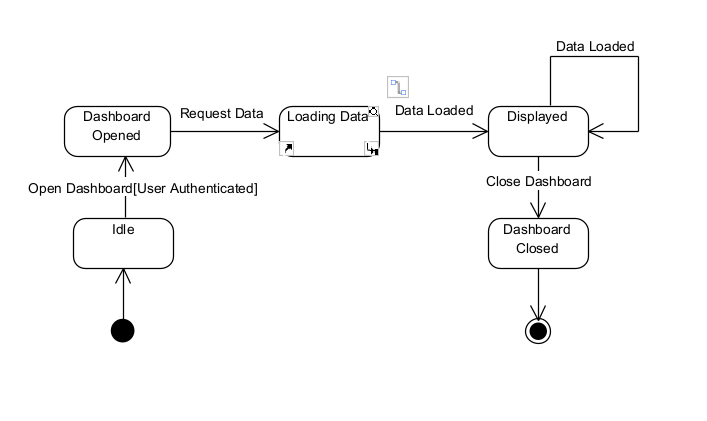 Data Loaded
Dashboard
Opened
Request Data
Loading Data
Data Loaded
Displayed
Open Dashboard[User Authenticated]
Close Dashboard
Idle
Dashboard
Closed